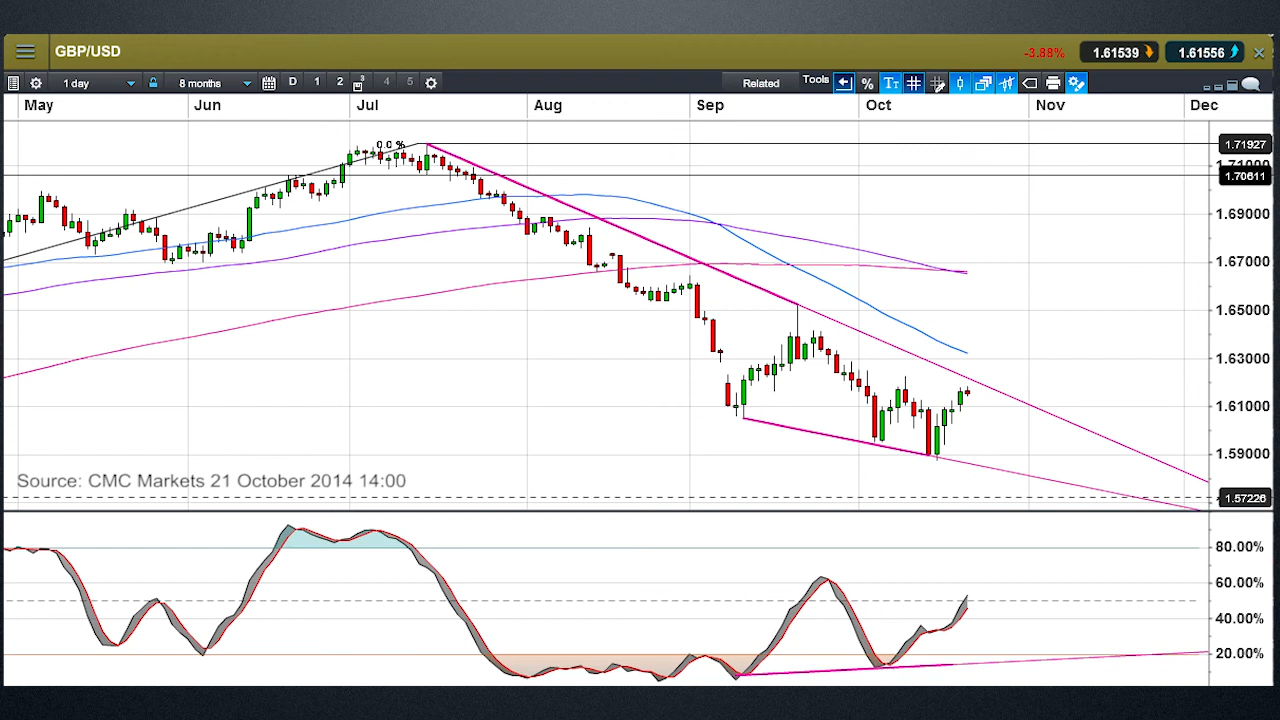 GBP/USD -3.88% 1.61539 1.61556
1 day 8 months D 1 2 3 4 5 Related Tools % TT
May Jun Jul Aug Sep Oct Nov Dec
0.0 % 1.71927
1.71000
1.70611
1.69000
1.67000
1.65000
1.63000
1.61000
1.59000
Source: CMC Markets 21 October 2014 14:00
1.57226
80.00%
60.00%
40.00%
20.00%